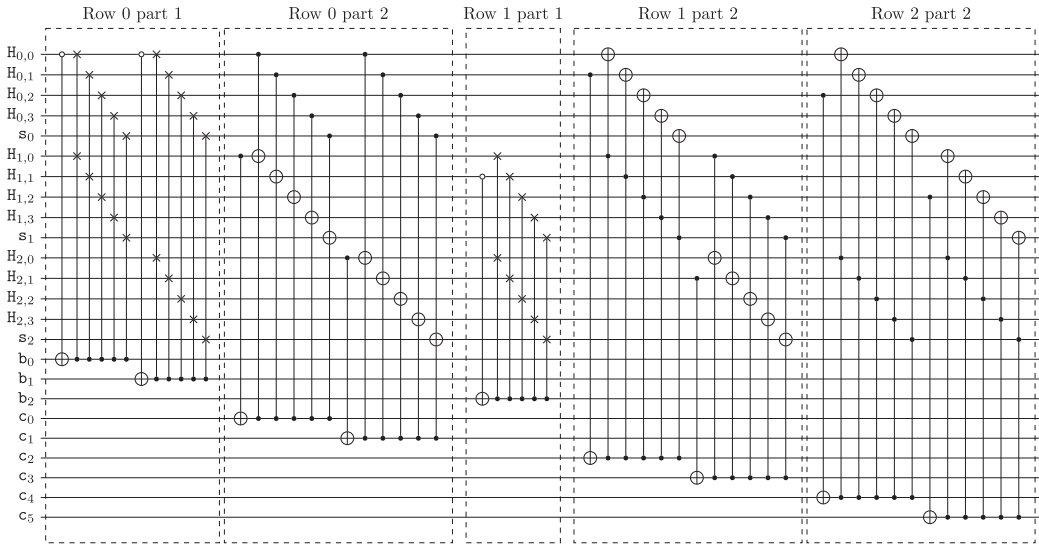 Row 0 part 1 Row 0 part 2 Row 1 part 1 Row 1 part 2 Row 2 part 2
H0,0
H0,1
H0,2
H0,3
s0
H1,0
H1,1
H1,2
H1,3
s1
H2,0
H2,1
H2,2
H2,3
s2
b0
b1
b2
c0
c1
c2
c3
c4
c5